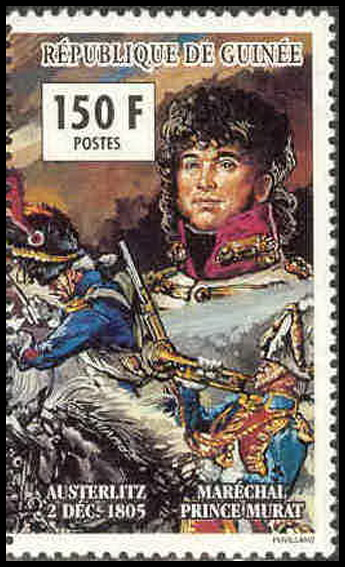 RÉPUBLIQUE DE GUINÉE
150 F
POSTES
AUSTERLITZ
2 DÉC. 1805
MARÉCHAL
PRINCE MURAT